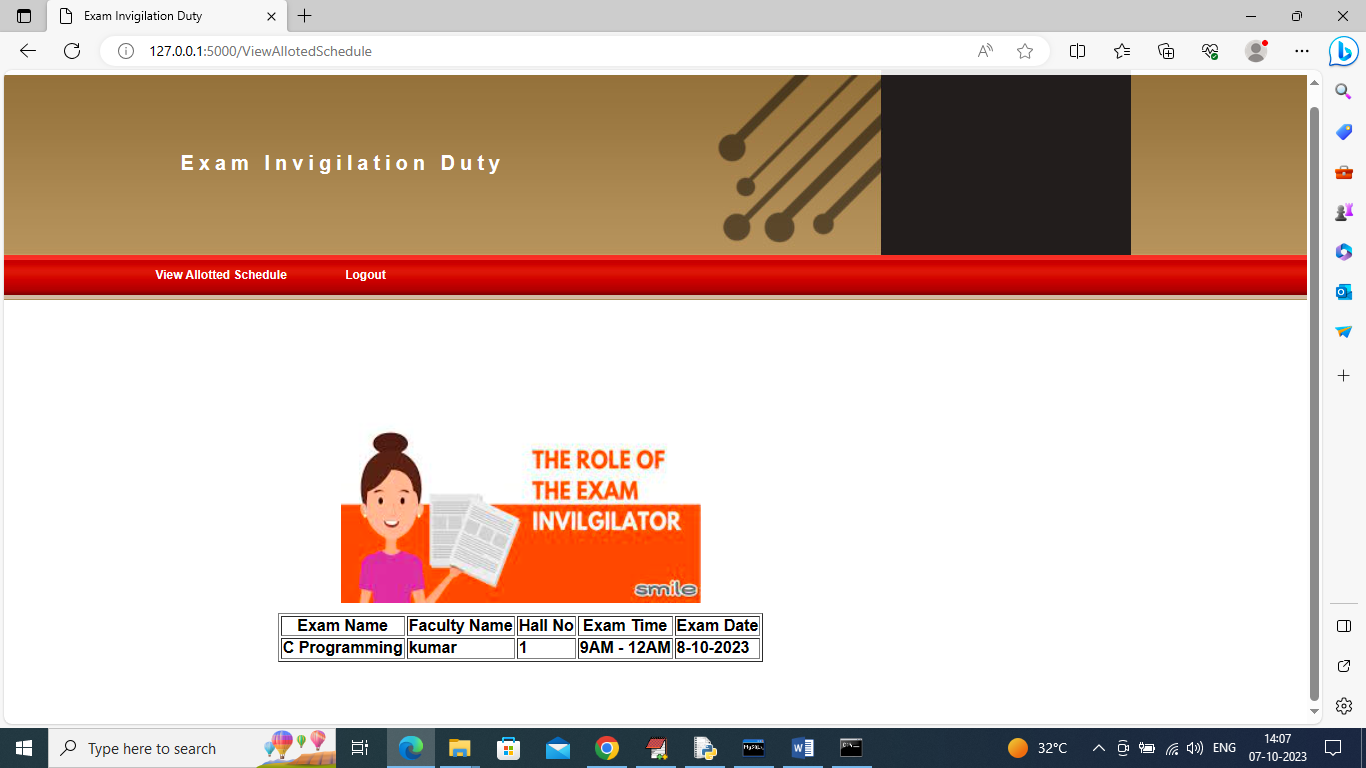 Exam Invigilation Duty
127.0.0.1:5000/ViewAllotedSchedule
Exam Invigilation Duty
View Allotted Schedule Logout
THE ROLE OF
THE EXAM
INVILGILATOR
smile
Exam Name Faculty Name Hall No Exam Time Exam Date
C Programming kumar 1 9AM - 12AM 8-10-2023
Type here to search 32°C ENG 14:07
07-10-2023